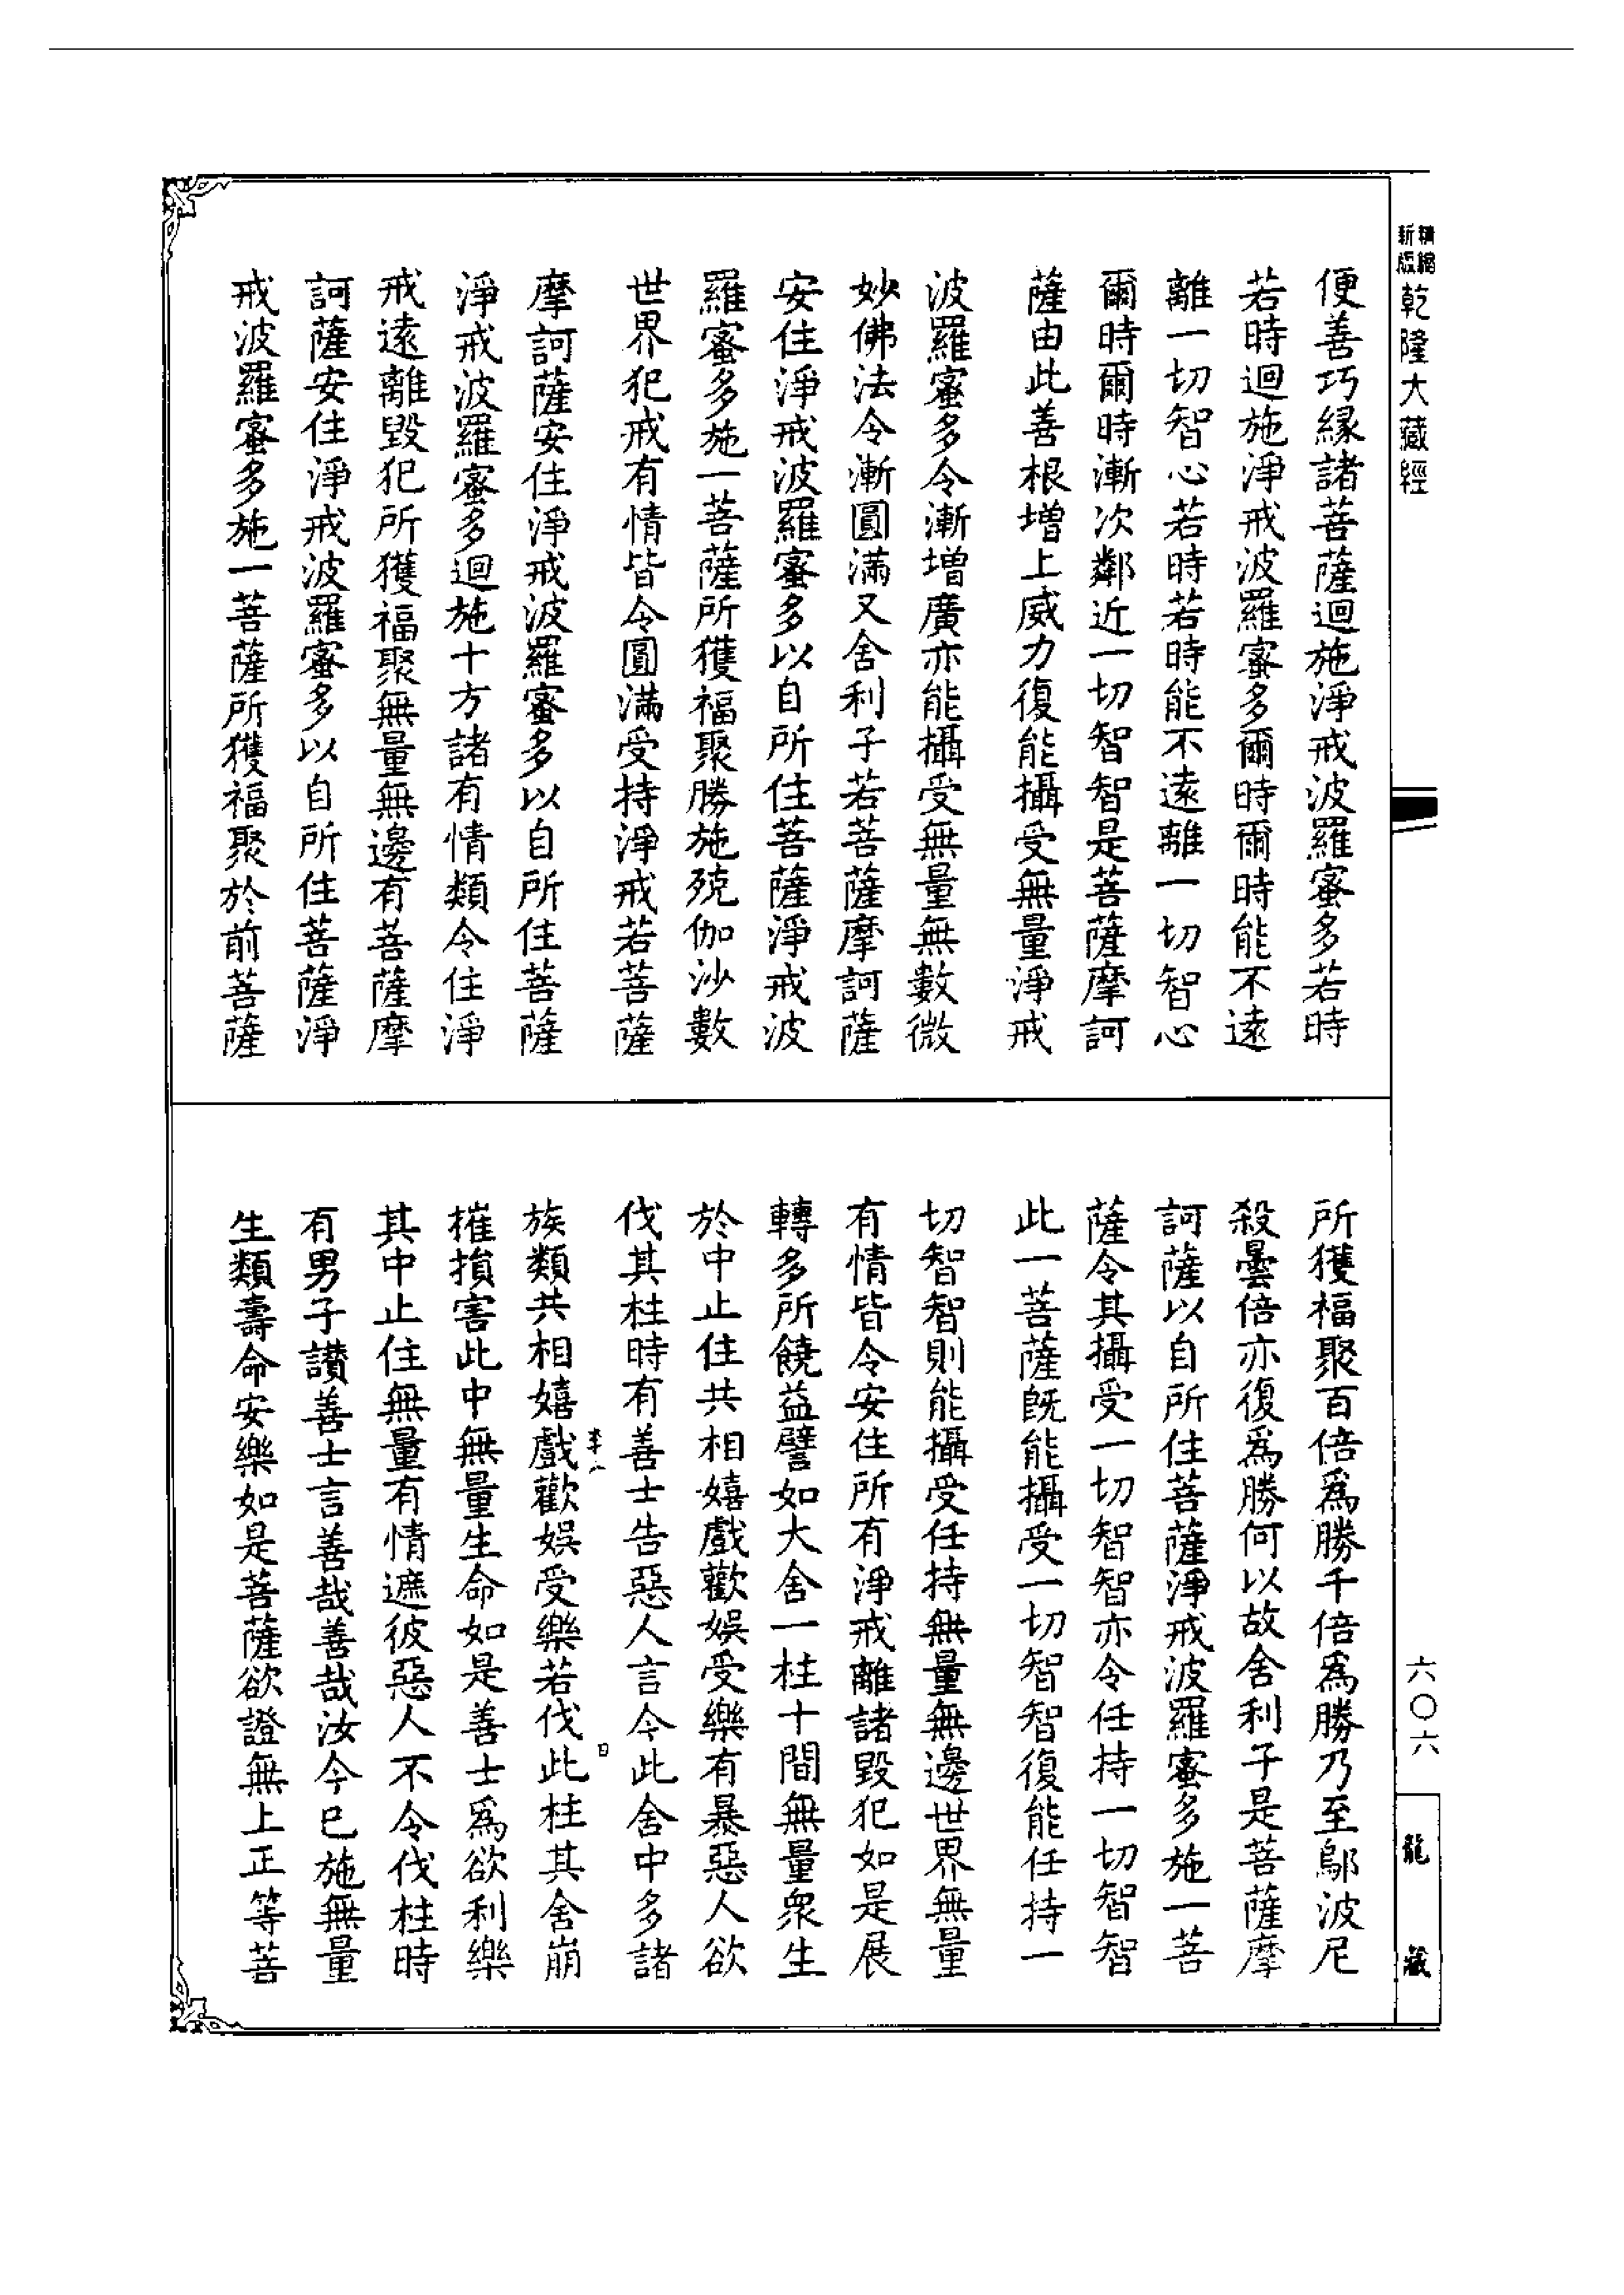 精縮
新版
乾隆大藏經
便善巧緣諸菩薩迴施淨戒波羅蜜多若時
若時迴施淨戒波羅蜜多爾時爾時能不遠
離一切智心若時若時能不遠離一切智心
爾時爾時漸次鄰近一切智智是菩薩摩訶
薩由此善根增上威力復能攝受無量淨戒
波羅蜜多令漸增廣亦能攝受無量無數微
妙佛法令漸圓滿又舍利子若菩薩摩訶薩
安住淨戒波羅蜜多以自所住菩薩淨戒波
羅蜜多施一菩薩所獲福聚勝施殑伽沙數
世界犯戒有情皆令圓滿受持淨戒若菩薩
摩訶薩安住淨戒波羅蜜多以自所住菩薩
淨戒波羅蜜多迴施十方諸有情類令住淨
戒遠離毀犯所獲福聚無量無邊有菩薩摩
訶薩安住淨戒波羅蜜多以自所住菩薩淨
戒波羅蜜多施一菩薩所獲福聚於前菩薩
所獲福聚百倍爲勝千倍爲勝乃至鄔波尼
殺曇倍亦復爲勝何以故舍利子是菩薩摩
訶薩以自所住菩薩淨戒波羅蜜多施一菩
薩令其攝受一切智智亦令任持一切智智
此一菩薩旣能攝受一切智智復能任持一
切智智則能攝受任持無量無邊世界無量
有情皆令安住所有淨戒離諸毀犯如是展
轉多所饒益譬如大舍一柱十間無量衆生
於中止住共相嬉戲歡娛受樂有暴惡人欲
伐其柱時有善士告惡人言今此舍中多諸
族類共相嬉戲歡娛受樂若伐此柱其舍崩
摧損害此中無量生命如是善士爲欲利樂
其中止住無量有情遮彼惡人不令伐柱時
有男子讚善士言善哉善哉汝今已施無量
生類壽命安樂如是菩薩欲證無上正等菩
六〇六
龍藏